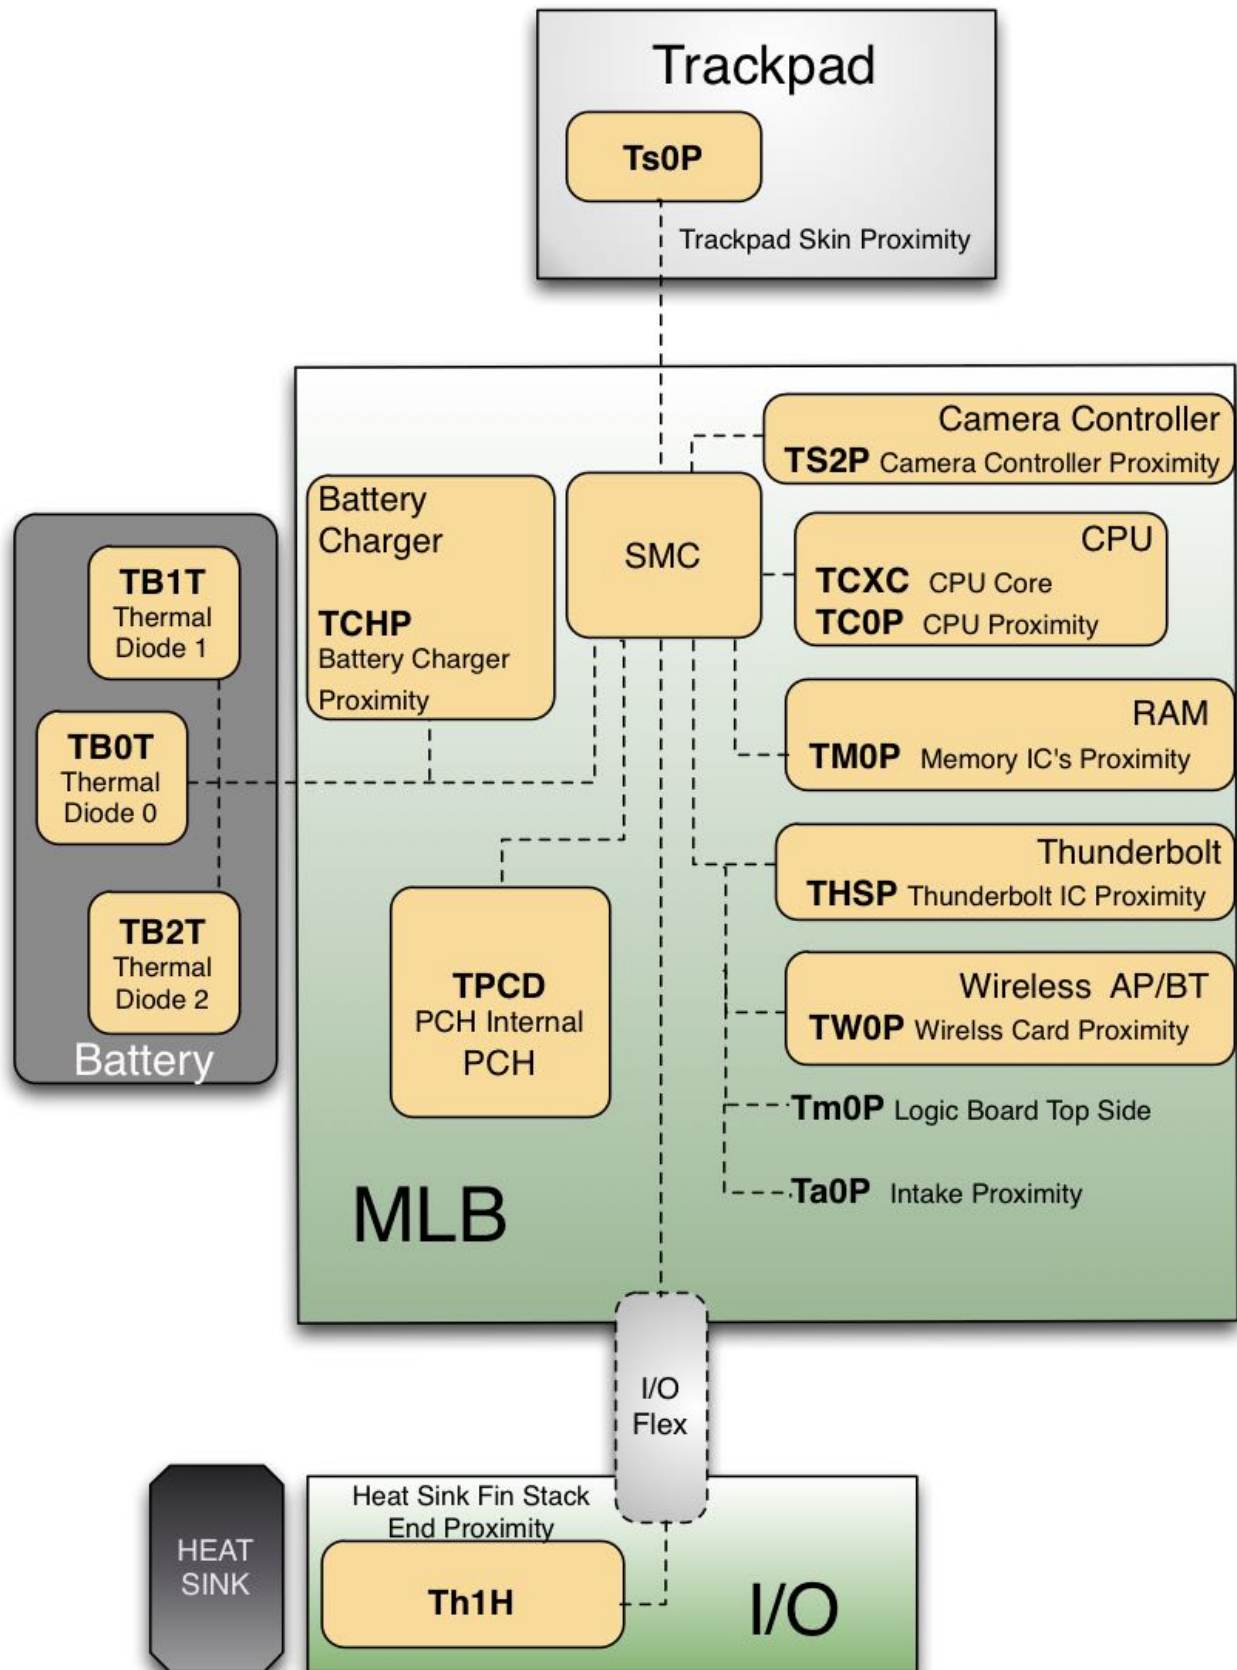 Trackpad
Ts0P
Trackpad Skin Proximity
Camera Controller
TS2P Camera Controller Proximity
Battery
Charger
TCHP
Battery Charger
Proximity
SMC
CPU
TCXC CPU Core
TC0P CPU Proximity
TB1T
Thermal
Diode 1
TB0T
Thermal
Diode 0
TB2T
Thermal
Diode 2
Battery
RAM
TM0P Memory IC's Proximity
Thunderbolt
THSP Thunderbolt IC Proximity
TPCD
PCH Internal
PCH
Wireless AP/BT
TW0P Wirelss Card Proximity
Tm0P Logic Board Top Side
Ta0P Intake Proximity
MLB
I/O
Flex
HEAT
SINK
Heat Sink Fin Stack
End Proximity
Th1H
I/O